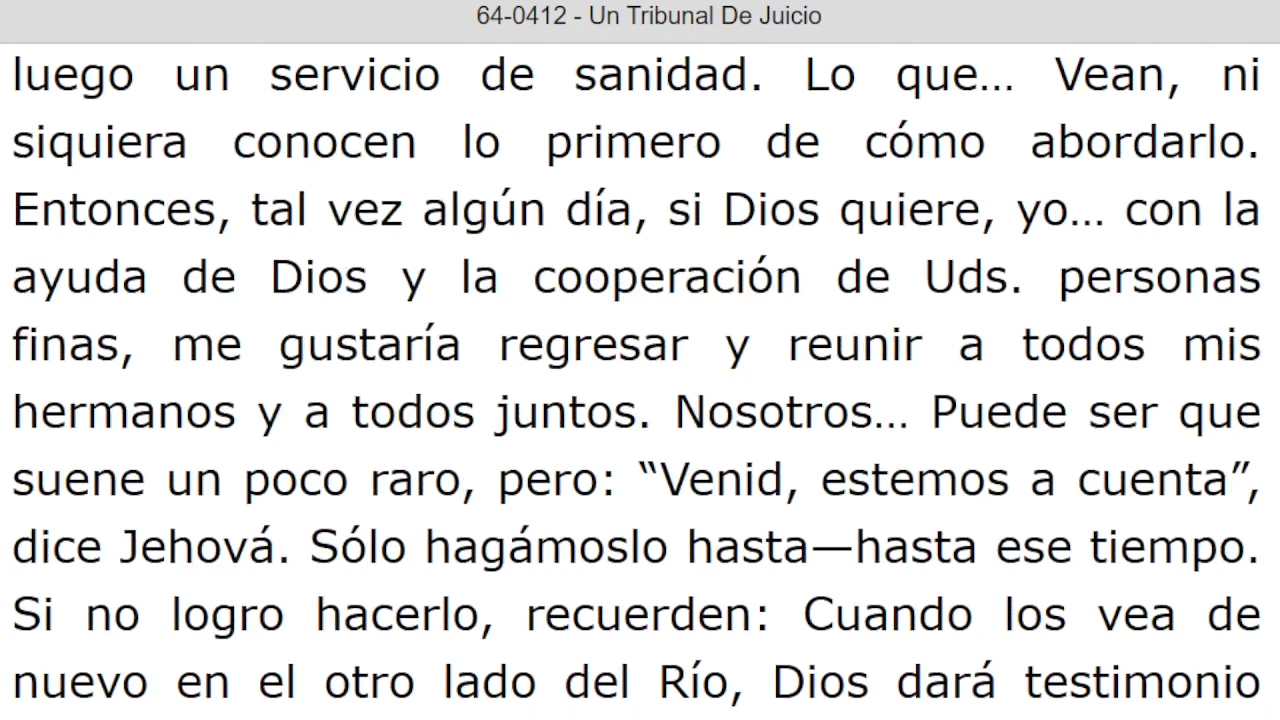 64-0412 - Un Tribunal De Juicio
luego un servicio de sanidad. Lo que… Vean, ni
siquiera conocen lo primero de cómo abordarlo.
Entonces, tal vez algún día, si Dios quiere, yo… con la
ayuda de Dios y la cooperación de Uds. personas
finas, me gustaría regresar y reunir a todos mis
hermanos y a todos juntos. Nosotros… Puede ser que
suene un poco raro, pero: “Venid, estemos a cuenta”,
dice Jehová. Sólo hagámoslo hasta—hasta ese tiempo.
Si no logro hacerlo, recuerden: Cuando los vea de
nuevo en el otro lado del Río, Dios dará testimonio